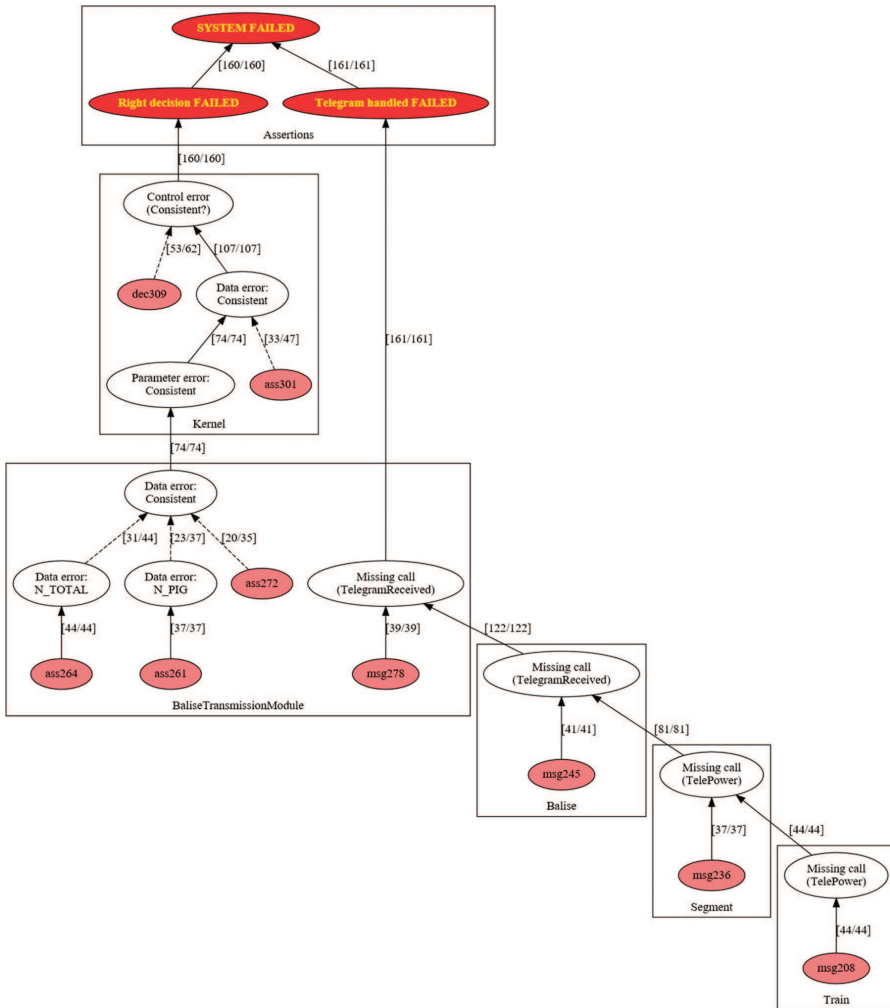 SYSTEM FAILED
[160/160]
[161/161]
Right decision FAILED
Telegram handled FAILED
Assertions
[160/160]
Control error
(Consistent?)
[53/62]
[107/107]
dec309
Data error:
Consistent
[74/74]
[33/47]
[161/161]
Parameter error:
Consistent
ass301
Kernel
[74/74]
Data error:
Consistent
[31/44]
[23/37]
[20/35]
Data error:
N_TOTAL
Data error:
N_PIG
ass272
Missing call
(TelegramReceived)
[44/44]
[37/37]
[39/39]
[122/122]
ass264
ass261
msg278
BaliseTransmissionModule
Missing call
(TelegramReceived)
[41/41]
[81/81]
msg245
Balise
Missing call
(TelePower)
[37/37]
[44/44]
msg236
Segment
Missing call
(TelePower)
[44/44]
msg208
Train